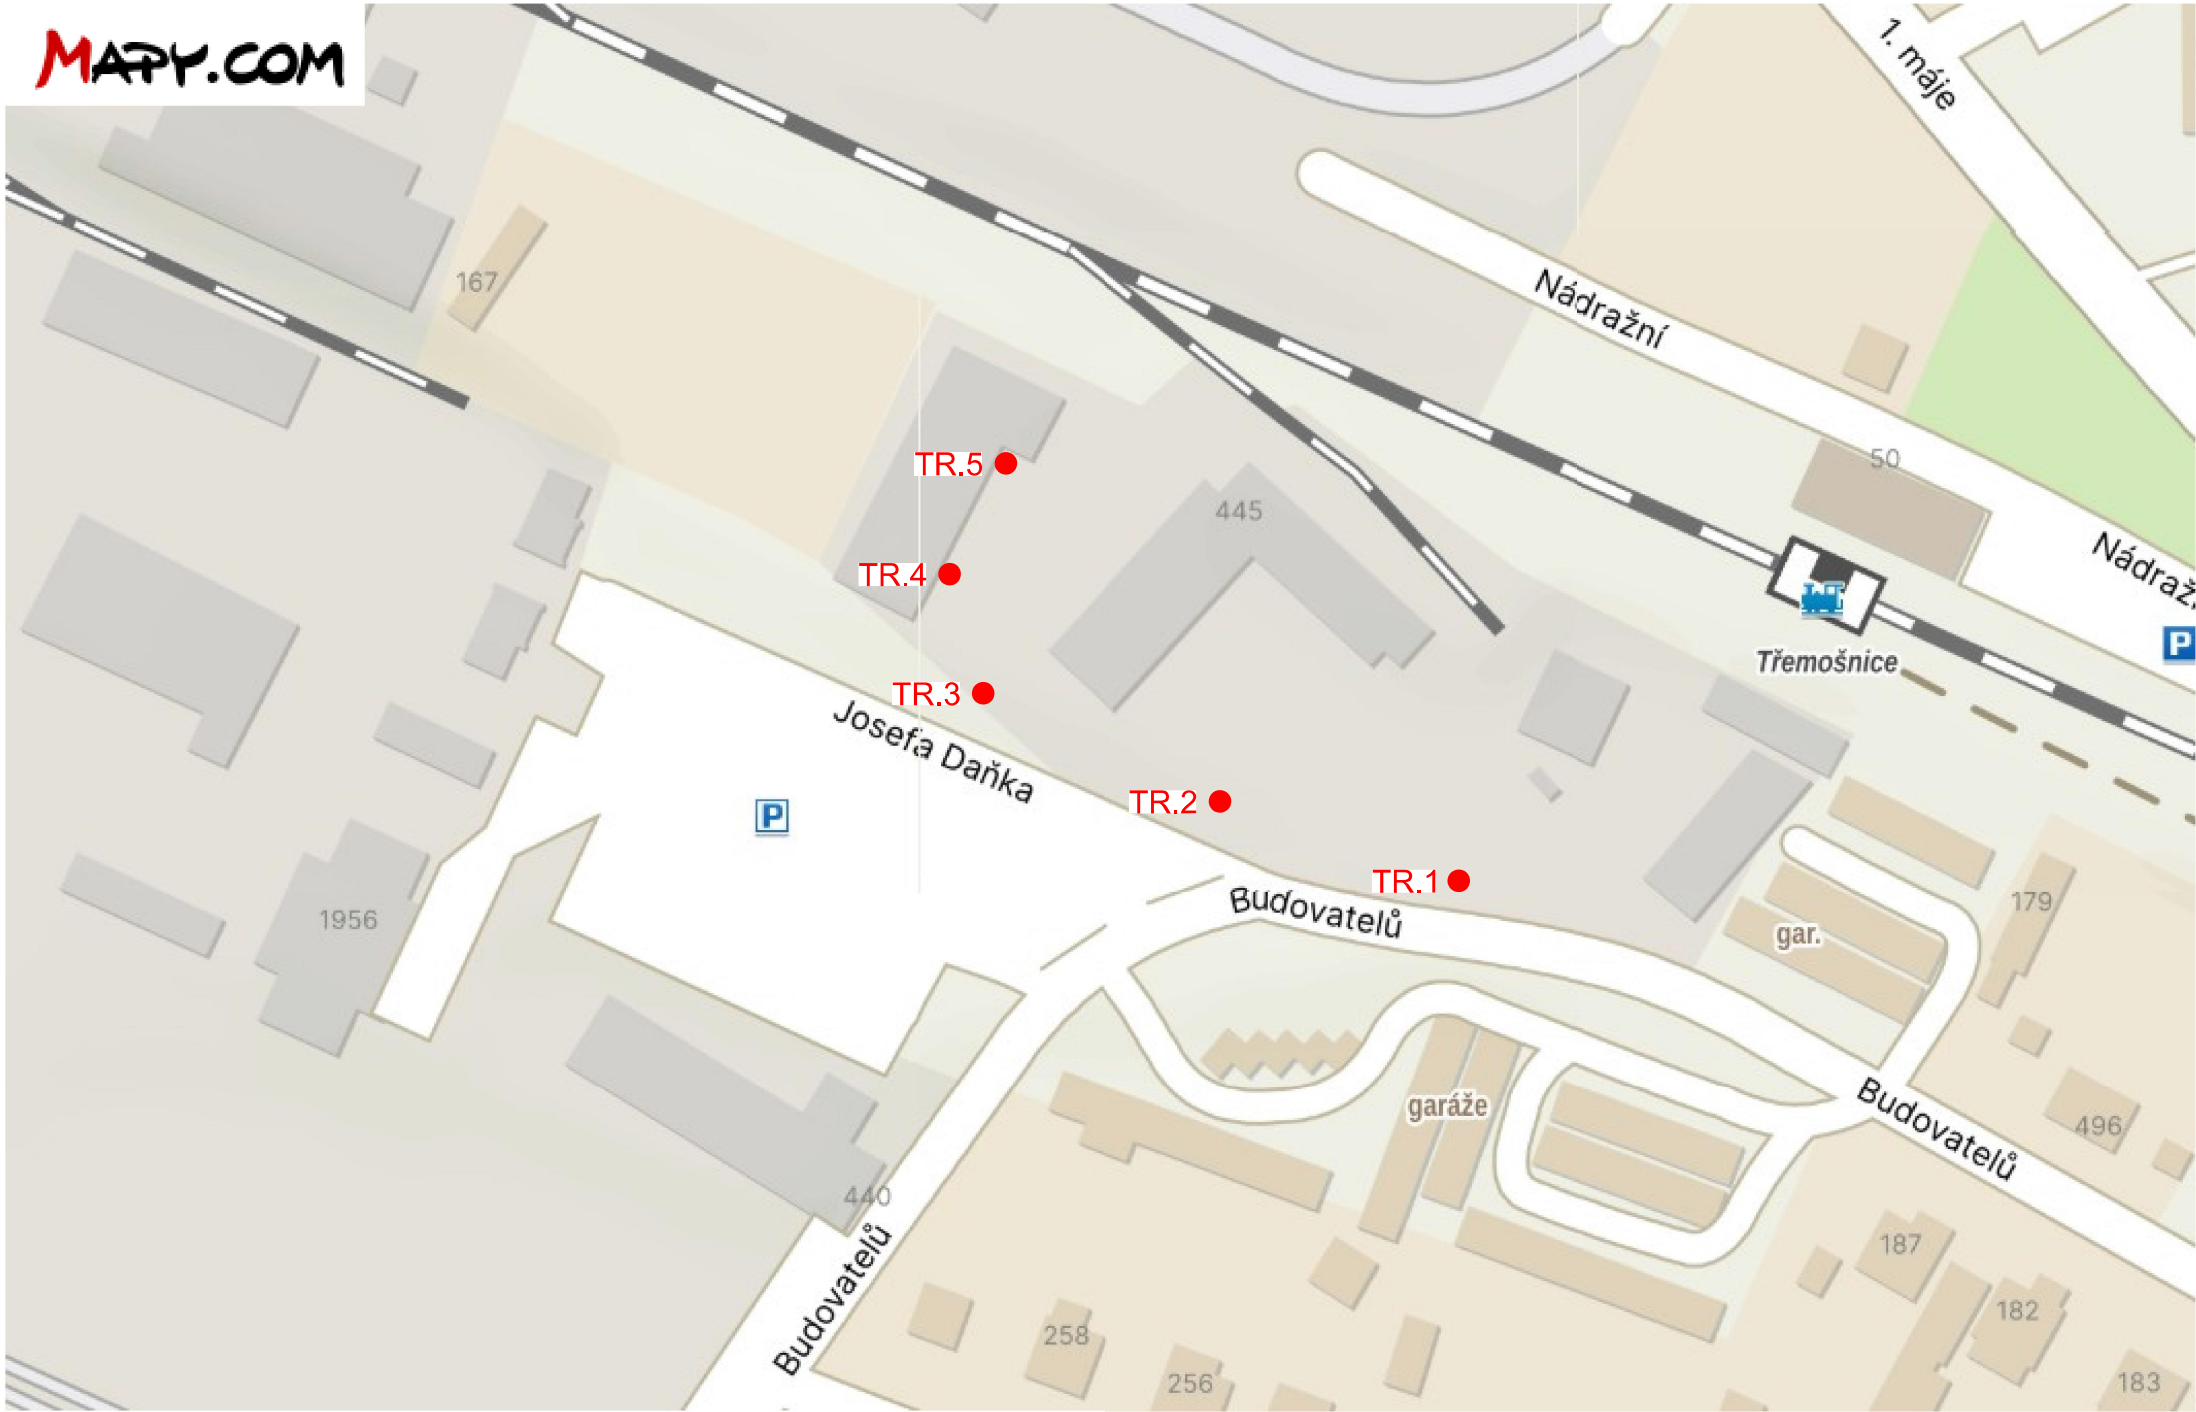 MAPY.COM
1. máje
167
Nádražní
50
TR.5
445
Nádraž
TR.4
P
Třemošnice
TR.3
Josefa Daňka
TR.2
P
TR.1
Budovatelů
179
1956
gar.
garáže
Budovatelů
496
440
187
Budovatelů
182
258
256
183